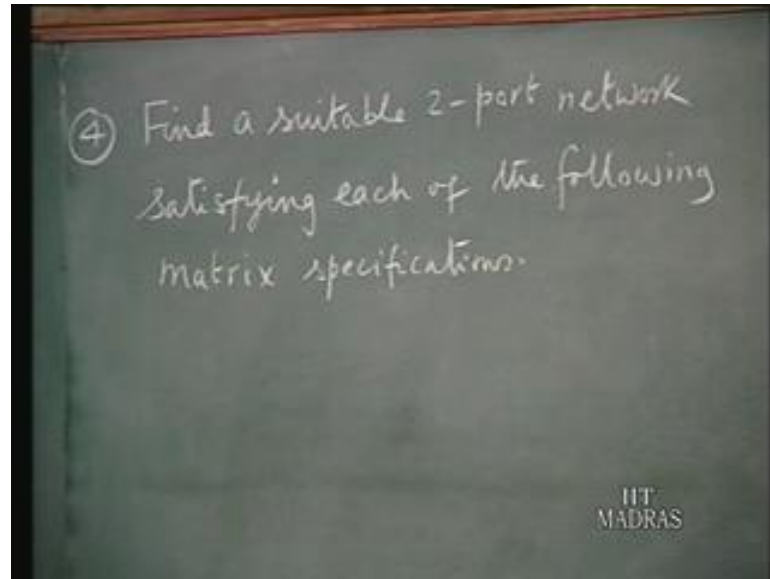 ④ Find a suitable 2-port network
satisfying each of the following
matrix specifications.
IIT
MADRAS